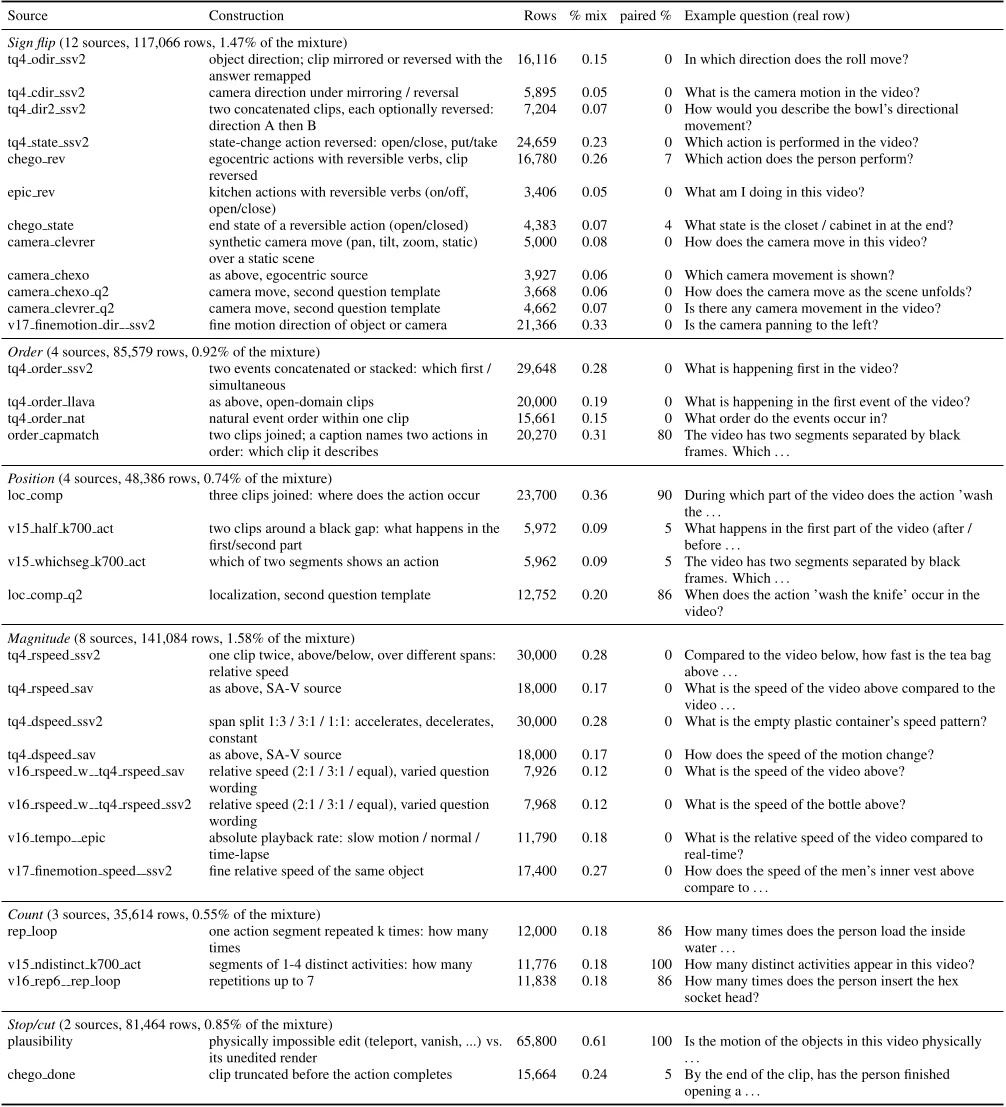 Source Construction Rows % mix paired % Example question (real row)
Sign flip (12 sources, 117,066 rows, 1.47% of the mixture)
tq4_odir_ssv2 object direction; clip mirrored or reversed with the 16,116 0.15 0 In which direction does the roll move?
answer remapped
tq4_cdir_ssv2 camera direction under mirroring / reversal 5,895 0.05 0 What is the camera motion in the video?
tq4_dir2_ssv2 two concatenated clips, each optionally reversed: 7,204 0.07 0 How would you describe the bowl's directional
direction A then B movement?
tq4_state_ssv2 state-change action reversed: open/close, put/take 24,659 0.23 0 Which action is performed in the video?
chego_rev egocentric actions with reversible verbs, clip 16,780 0.26 7 Which action does the person perform?
reversed
epic_rev kitchen actions with reversible verbs (on/off, 3,406 0.05 0 What am I doing in this video?
open/close)
chego_state end state of a reversible action (open/closed) 4,383 0.07 4 What state is the closet / cabinet in at the end?
camera_clevrer synthetic camera move (pan, tilt, zoom, static) 5,000 0.08 0 How does the camera move in this video?
over a static scene
camera_chexo as above, egocentric source 3,927 0.06 0 Which camera movement is shown?
camera_chexo_q2 camera move, second question template 3,668 0.06 0 How does the camera move as the scene unfolds?
camera_clevrer_q2 camera move, second question template 4,662 0.07 0 Is there any camera movement in the video?
v17_finemotion_dir__ssv2 fine motion direction of object or camera 21,366 0.33 0 Is the camera panning to the left?
Order (4 sources, 85,579 rows, 0.92% of the mixture)
tq4_order_ssv2 two events concatenated or stacked: which first / 29,648 0.28 0 What is happening first in the video?
simultaneous
tq4_order_llava as above, open-domain clips 20,000 0.19 0 What is happening in the first event of the video?
tq4_order_nat natural event order within one clip 15,661 0.15 0 What order do the events occur in?
order_capmatch two clips joined; a caption names two actions in 20,270 0.31 80 The video has two segments separated by black
order: which clip it describes frames. Which ...
Position (4 sources, 48,386 rows, 0.74% of the mixture)
loc_comp three clips joined: where does the action occur 23,700 0.36 90 During which part of the video does the action 'wash
the ...
v15_half_k700_act two clips around a black gap: what happens in the 5,972 0.09 5 What happens in the first part of the video (after /
first/second part before ...
v15_whichseg_k700_act which of two segments shows an action 5,962 0.09 5 The video has two segments separated by black
frames. Which ...
loc_comp_q2 localization, second question template 12,752 0.20 86 When does the action 'wash the knife' occur in the
video?
Magnitude (8 sources, 141,084 rows, 1.58% of the mixture)
tq4_rspeed_ssv2 one clip twice, above/below, over different spans: 30,000 0.28 0 Compared to the video below, how fast is the tea bag
relative speed above ...
tq4_rspeed_sav as above, SA-V source 18,000 0.17 0 What is the speed of the video above compared to the
video ...
tq4_dspeed_ssv2 span split 1:3 / 3:1 / 1:1: accelerates, decelerates, 30,000 0.28 0 What is the empty plastic container's speed pattern?
constant
tq4_dspeed_sav as above, SA-V source 18,000 0.17 0 How does the speed of the motion change?
v16_rspeed_w__tq4_rspeed_sav relative speed (2:1 / 3:1 / equal), varied question 7,926 0.12 0 What is the speed of the video above?
wording
v16_rspeed_w__tq4_rspeed_ssv2 relative speed (2:1 / 3:1 / equal), varied question 7,968 0.12 0 What is the speed of the bottle above?
wording
v16_tempo__epic absolute playback rate: slow motion / normal / 11,790 0.18 0 What is the relative speed of the video compared to
time-lapse real-time?
v17_finemotion_speed__ssv2 fine relative speed of the same object 17,400 0.27 0 How does the speed of the men's inner vest above
compare to ...
Count (3 sources, 35,614 rows, 0.55% of the mixture)
rep_loop one action segment repeated k times: how many 12,000 0.18 86 How many times does the person load the inside
times water ...
v15_ndistinct_k700_act segments of 1-4 distinct activities: how many 11,776 0.18 100 How many distinct activities appear in this video?
v16_rep6__rep_loop repetitions up to 7 11,838 0.18 86 How many times does the person insert the hex
socket head?
Stop/cut (2 sources, 81,464 rows, 0.85% of the mixture)
plausibility physically impossible edit (teleport, vanish, ...) vs. 65,800 0.61 100 Is the motion of the objects in this video physically
its unedited render ...
chego_done clip truncated before the action completes 15,664 0.24 5 By the end of the clip, has the person finished
opening a ...